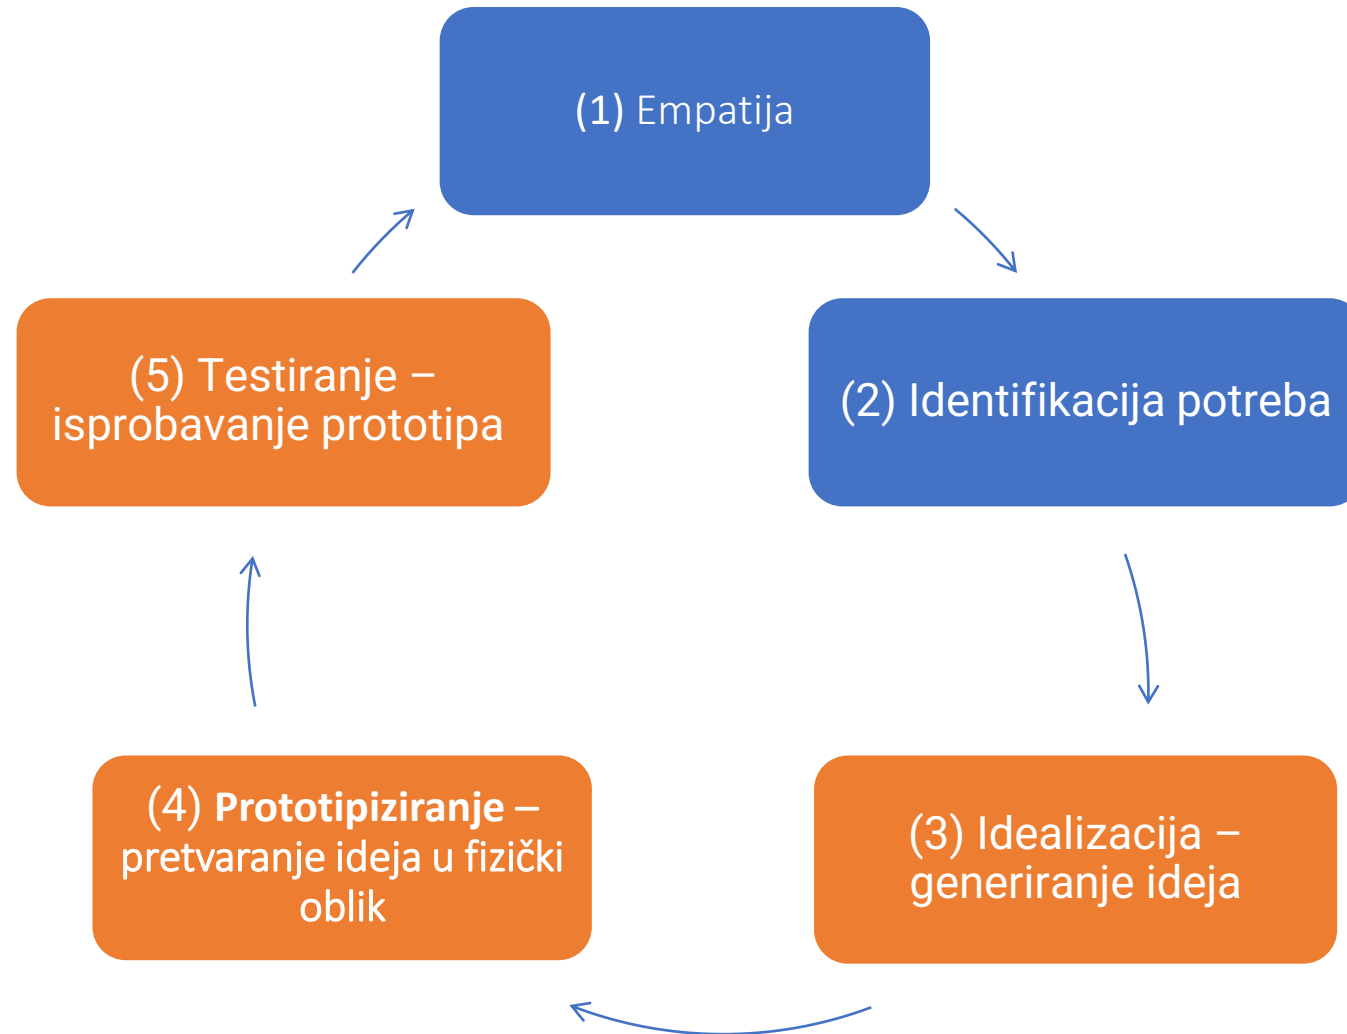 (1) Empatija
(2) Identifikacija potreba
(3) Idealizacija –
generiranje ideja
(4) Prototipiziranje –
pretvaranje ideja u fizički
oblik
(5) Testiranje –
isprobavanje prototipa